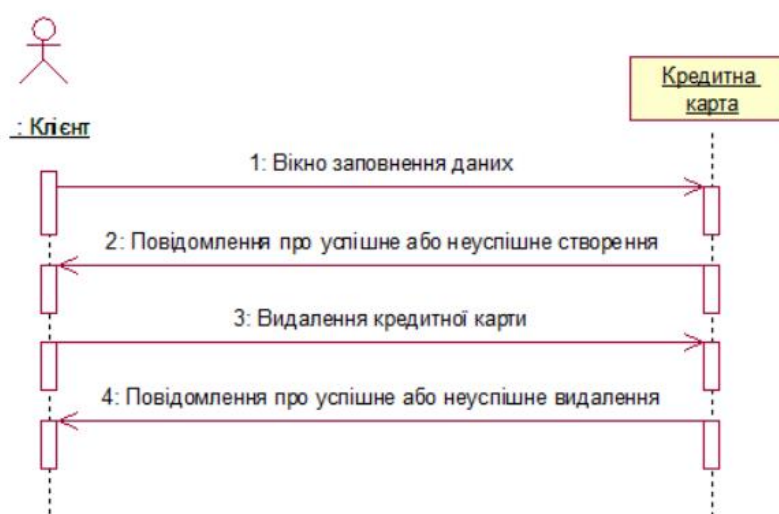 : Клієнт
Кредитна
карта
1: Вікно заповнення даних
2: Повідомлення про успішне або неуспішне створення
3: Видалення кредитної карти
4: Повідомлення про успішне або неуспішне видалення